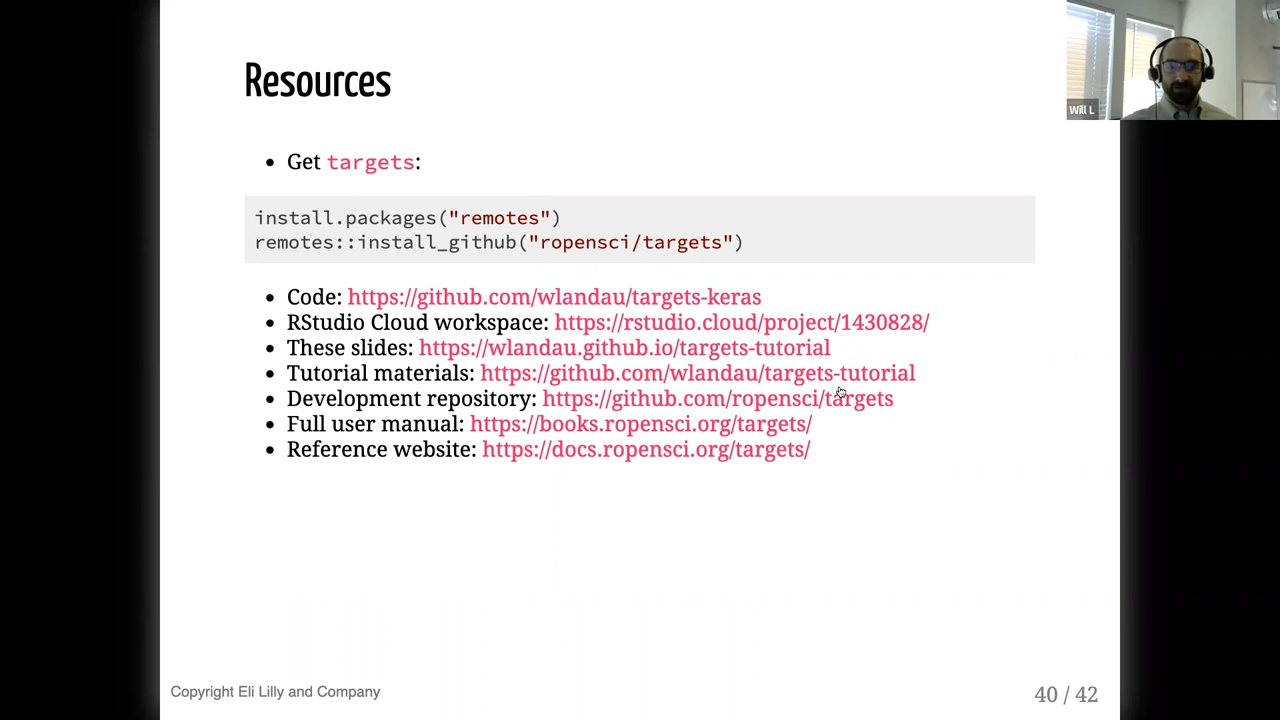 Resources
Will L
• Get targets:
install.packages("remotes")
remotes::install_github("ropensci/targets")
• Code: https://github.com/wlandau/targets-keras
• RStudio Cloud workspace: https://rstudio.cloud/project/1430828/
• These slides: https://wlandau.github.io/targets-tutorial
• Tutorial materials: https://github.com/wlandau/targets-tutorial
• Development repository: https://github.com/ropensci/targets
• Full user manual: https://books.ropensci.org/targets/
• Reference website: https://docs.ropensci.org/targets/
Copyright Eli Lilly and Company
40 / 42